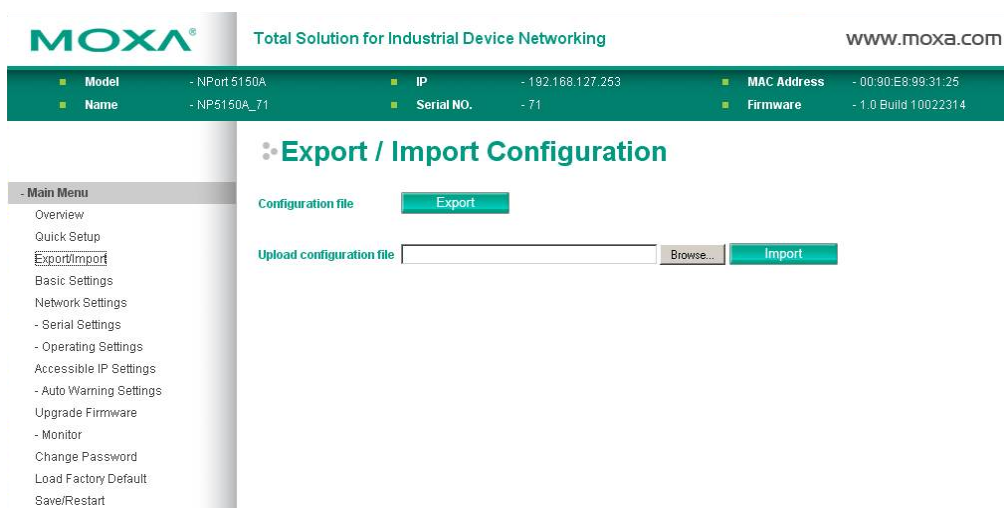 MOXA®
Total Solution for Industrial Device Networking
www.moxa.com
Model - NPort 5150A
IP - 192.168.127.253
MAC Address - 00:90:E8:99:31:25
Name - NP5150A_71
Serial NO. - 71
Firmware - 1.0 Build 10022314
Export / Import Configuration
- Main Menu
Overview
Quick Setup
Export/Import
Basic Settings
Network Settings
- Serial Settings
- Operating Settings
Accessible IP Settings
- Auto Warning Settings
Upgrade Firmware
- Monitor
Change Password
Load Factory Default
Save/Restart
Configuration file Export
Upload configuration file Browse... Import